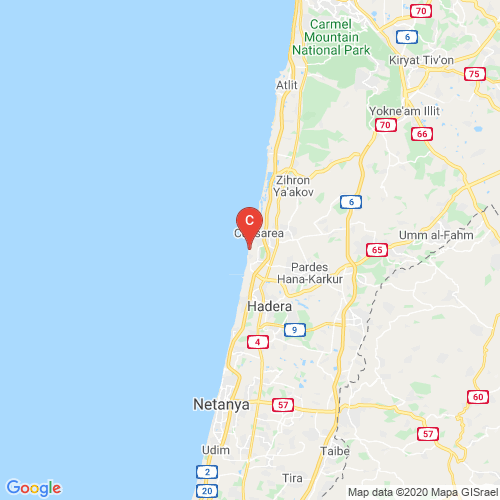 70
Carmel
Mountain
National Park
6
Kiryat Tiv'on
75
Atlit
Yokne'am Illit
70
66
Zihron
Ya'akov
6
C
Caesarea
Umm al-Fahm
65
Pardes
Hana-Karkur
Hadera
9
4
60
Netanya
57
57
Udim
Taibe
2
Tira
20
Google
Map data ©2020 Mapa GISrael